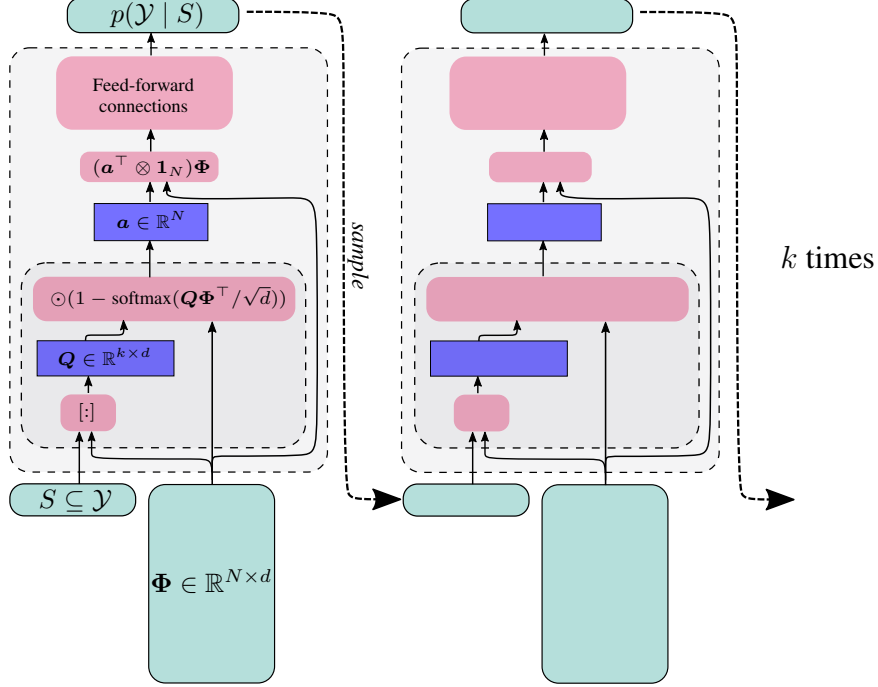 p(𝒴 | S)
Feed-forward
connections
(a⊤ ⊗ 1_N)Φ
a ∈ ℝ^N
sample
k times
⊙(1 − softmax(QΦ⊤/√d))
Q ∈ ℝ^{k×d}
[:]
S ⊆ 𝒴
Φ ∈ ℝ^{N×d}